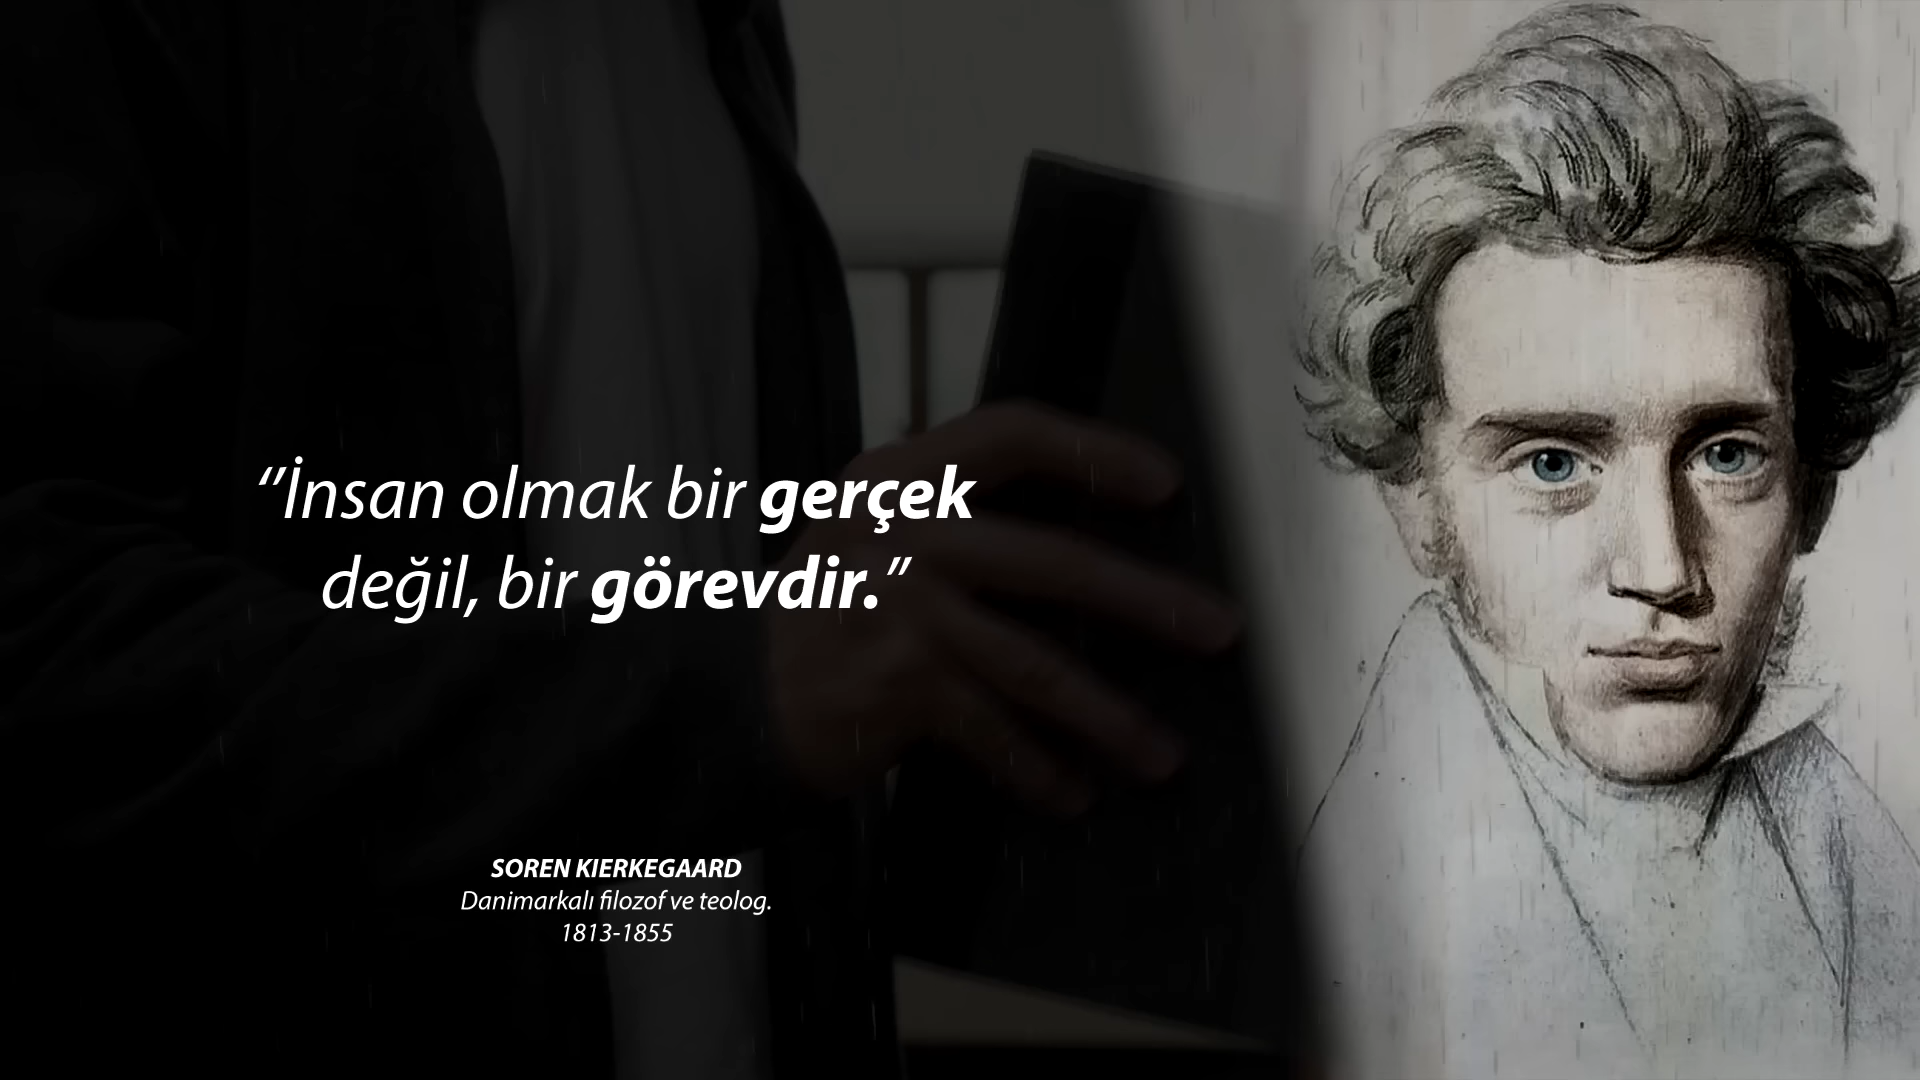 “İnsan olmak bir gerçek
değil, bir görevdir.”
SOREN KIERKEGAARD
Danimarkalı filozof ve teolog.
1813-1855